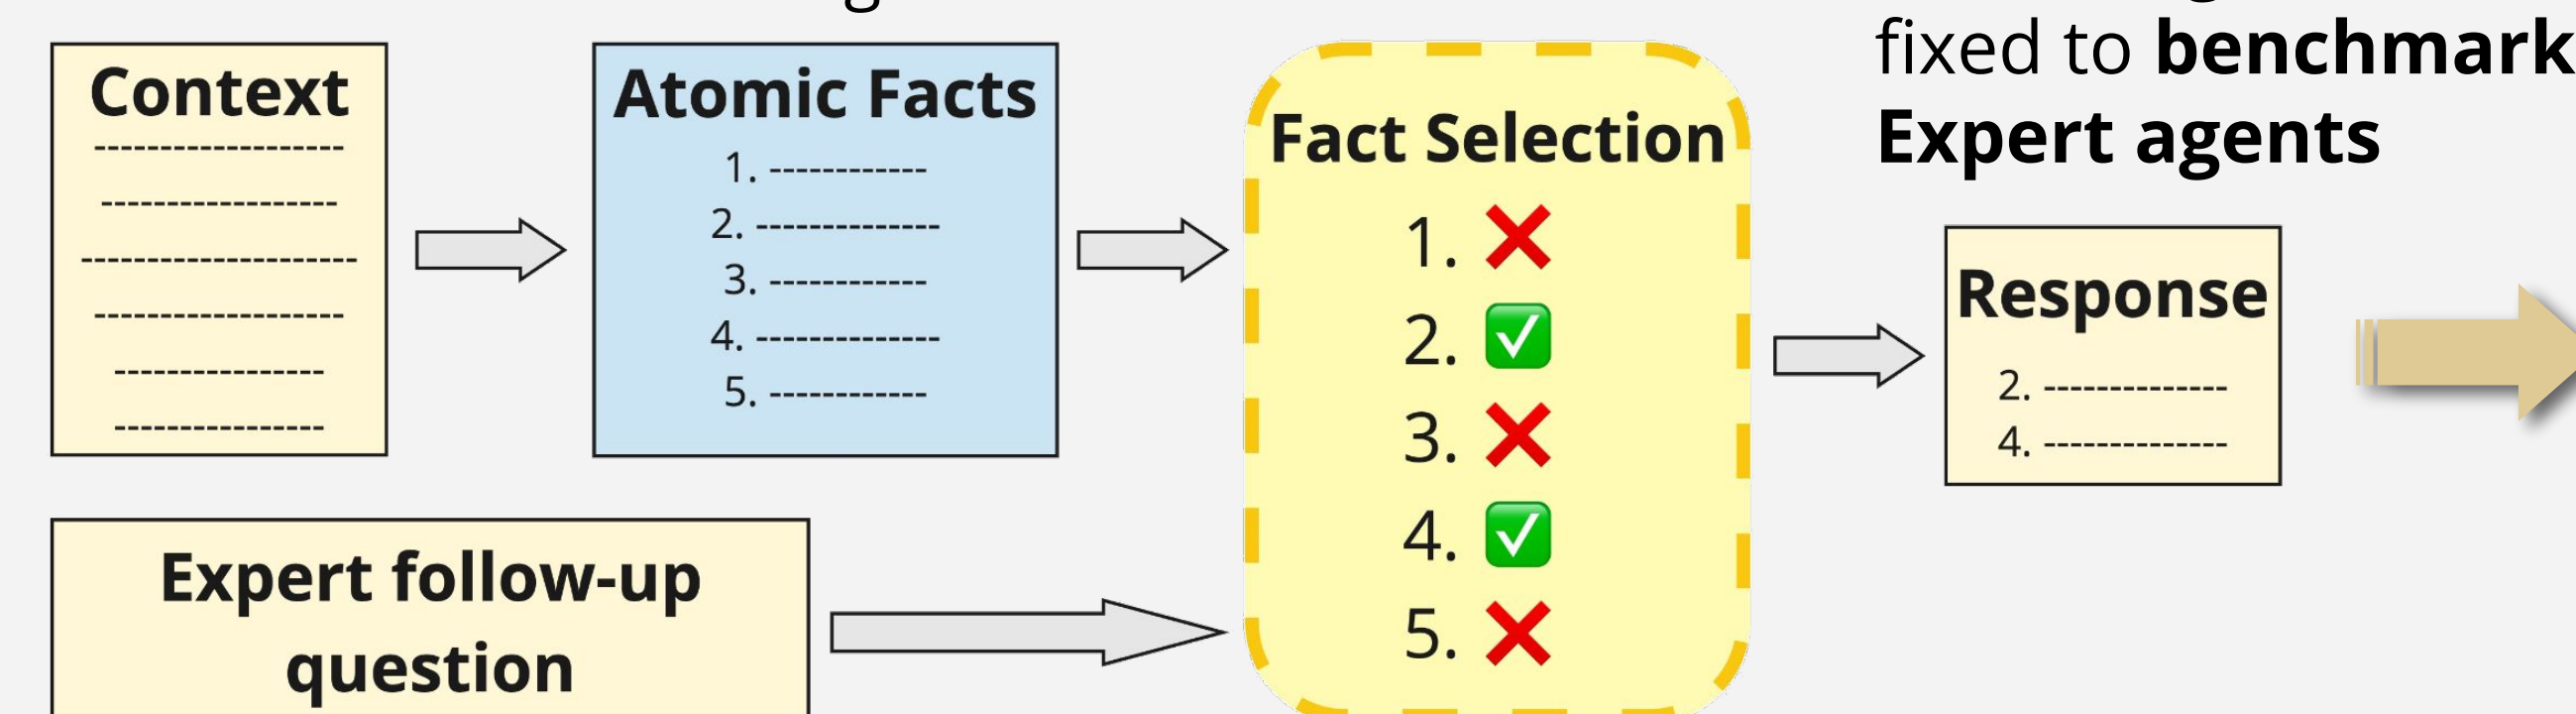 g
fixed to benchmark
Expert agents
Context
------------------
-----------------
--------------------
------------------
---------------
---------------
Atomic Facts
1. ------------
2. --------------
3. ------------
4. --------------
5. ------------
Fact Selection
1. ❌
2. ✅
3. ❌
4. ✅
5. ❌
Response
2. --------------
4. --------------
Expert follow-up
question